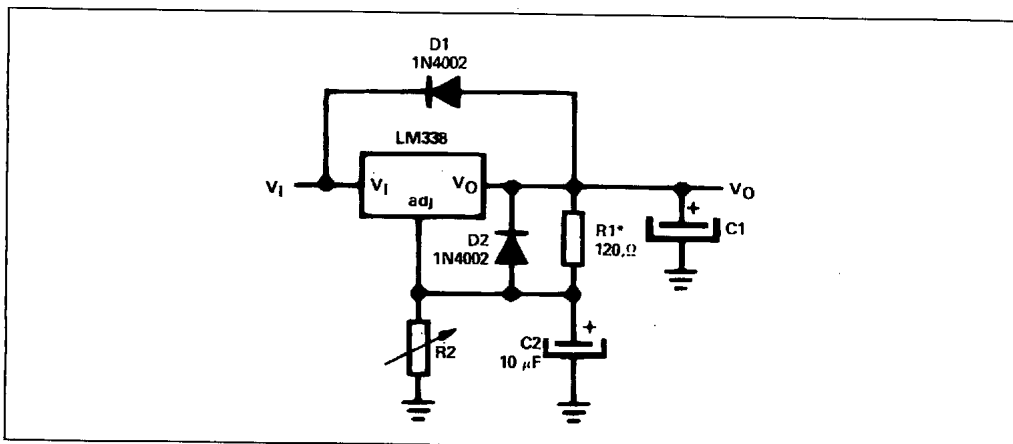 D1
1N4002
LM338
VI
VI
VO
adj
VO
D2
1N4002
R1*
120,Ω
+
C1
R2
+
C2
10 μF